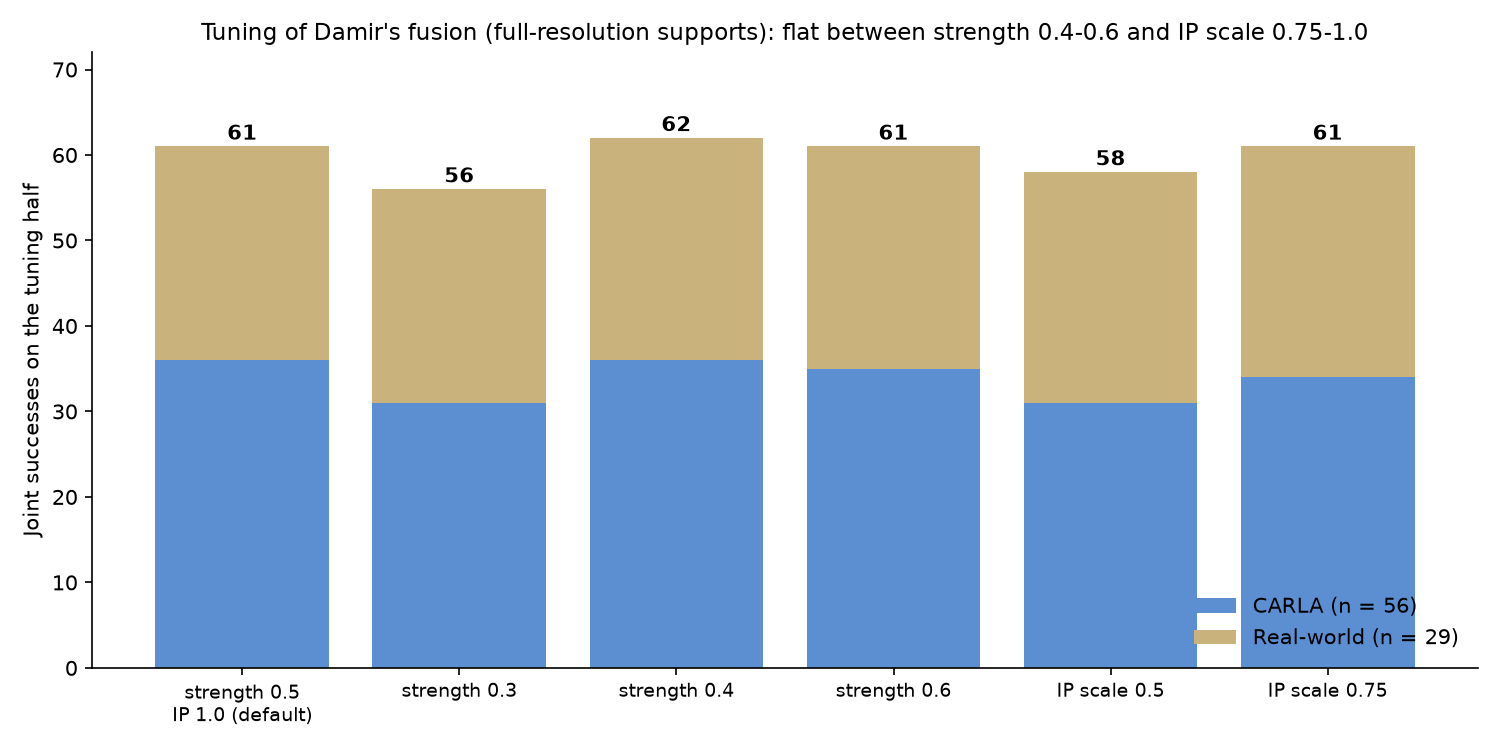 Tuning of Damir's fusion (full-resolution supports): flat between strength 0.4-0.6 and IP scale 0.75-1.0
Joint successes on the tuning half
70
60
50
40
30
20
10
0
61
56
62
61
58
61
CARLA (n = 56)
Real-world (n = 29)
strength 0.5
IP 1.0 (default)
strength 0.3
strength 0.4
strength 0.6
IP scale 0.5
IP scale 0.75